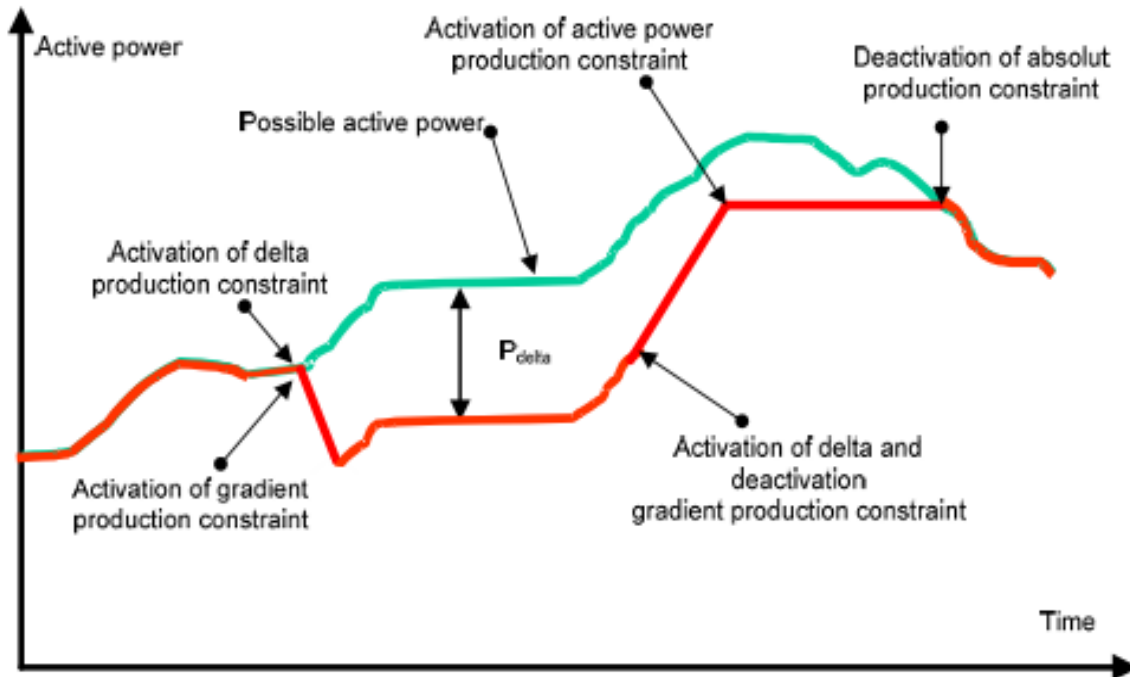 Active power
Activation of active power
production constraint
Deactivation of absolut
production constraint
Possible active power
Activation of delta
production constraint
Pdelta
Activation of gradient
production constraint
Activation of delta and
deactivation
gradient production constraint
Time